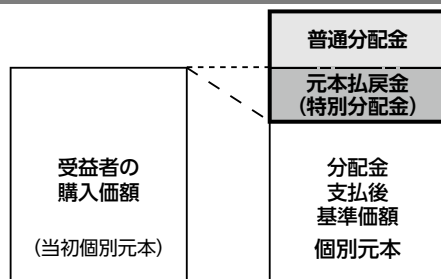 普通分配金
元本払戻金
(特別分配金)
受益者の
購入価額
(当初個別元本)
分配金
支払後
基準価額
個別元本